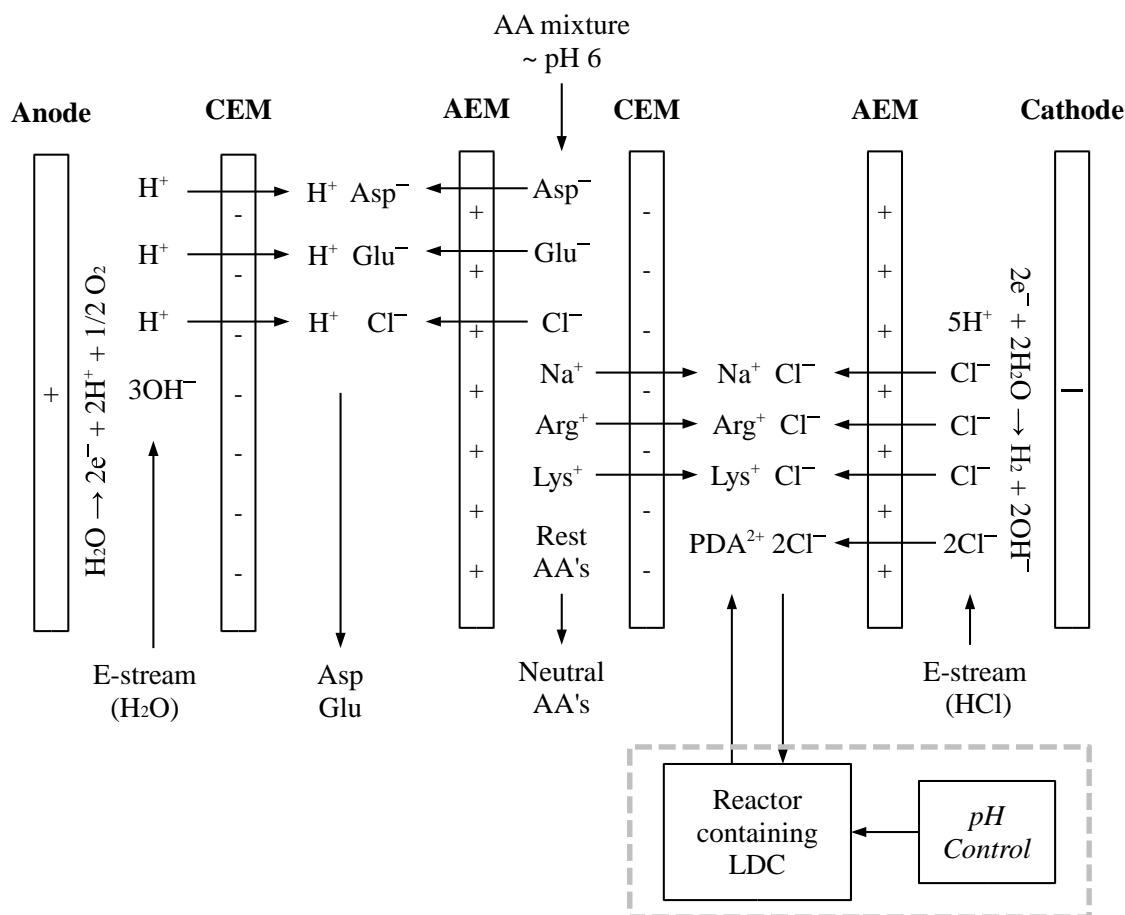 AA mixture
~ pH 6
Anode
CEM
AEM
CEM
AEM
Cathode
H⁺ H⁺ Asp⁻ Asp⁻
H⁺ H⁺ Glu⁻ Glu⁻
H⁺ H⁺ Cl⁻ Cl⁻ 5H⁺
Na⁺ Na⁺ Cl⁻ Cl⁻
+ 3OH⁻ −
Arg⁺ Arg⁺ Cl⁻ Cl⁻
Lys⁺ Lys⁺ Cl⁻ Cl⁻
H₂O → 2e⁻ + 2H⁺ + 1/2 O₂
2e⁻ + 2H₂O → H₂ + 2OH⁻
- - - - - - -
+ + + + + + +
- - - - - - -
+ + + + + + +
Rest
AA's
PDA²⁺ 2Cl⁻ 2Cl⁻
E-stream
(H₂O)
Asp
Glu
Neutral
AA's
E-stream
(HCl)
Reactor
containing
LDC
pH
Control